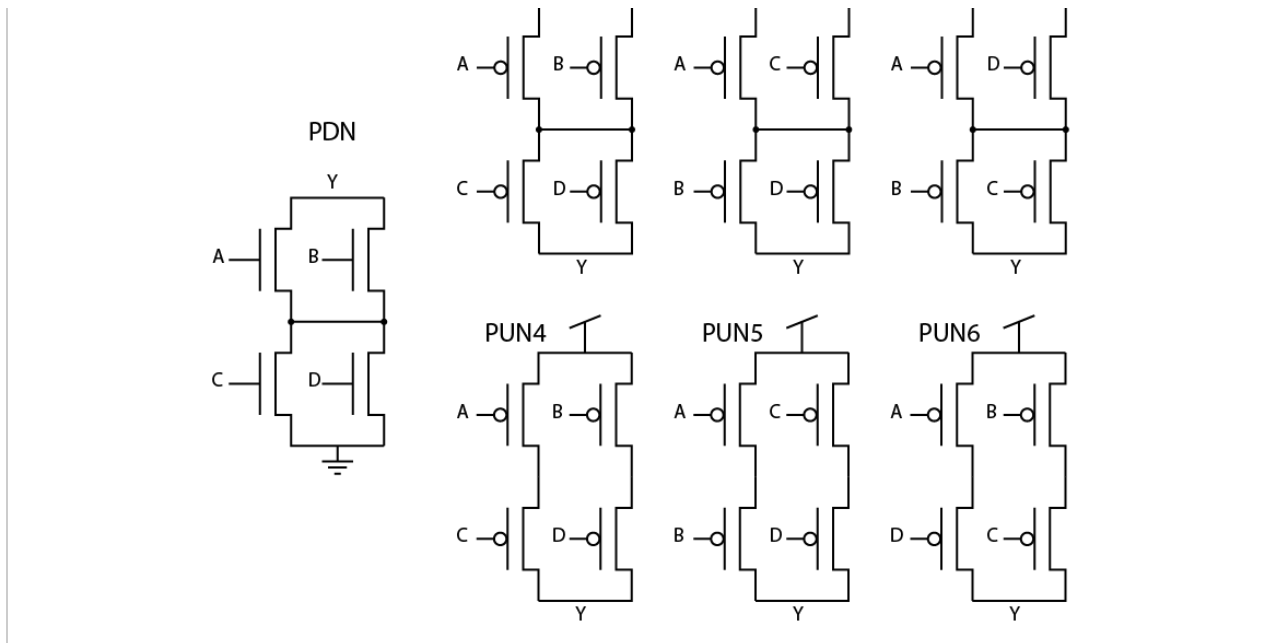 A B A C A D
PDN
Y
C D B D B C
A B
Y Y Y
PUN4 PUN5 PUN6
C D
A B A C A B
C D B D D C
Y Y Y